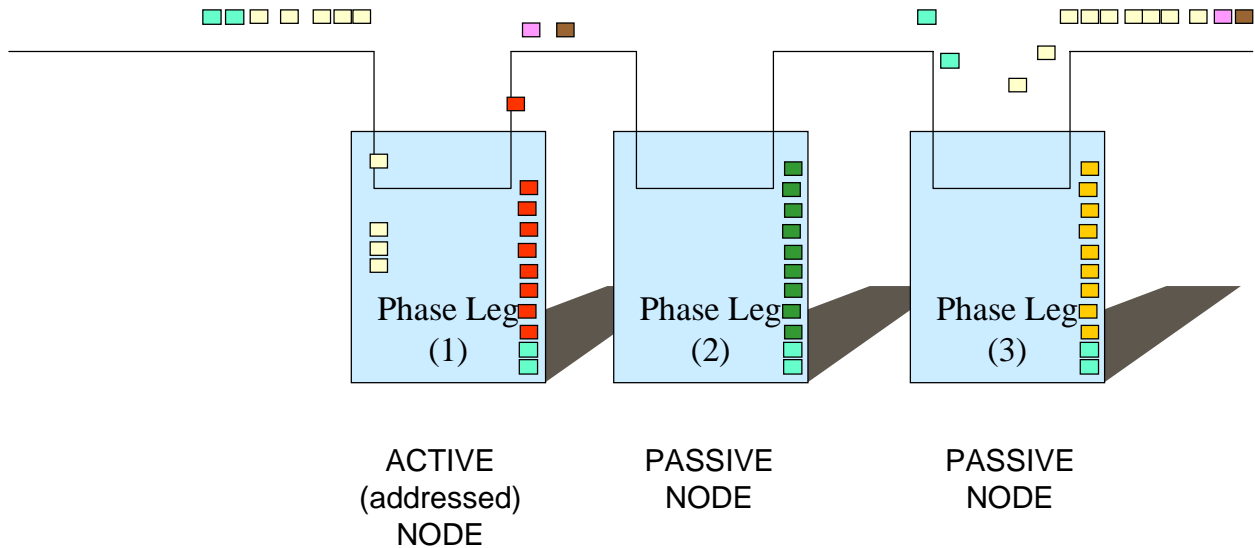 Phase Leg
(1)
Phase Leg
(2)
Phase Leg
(3)
ACTIVE
(addressed)
NODE
PASSIVE
NODE
PASSIVE
NODE